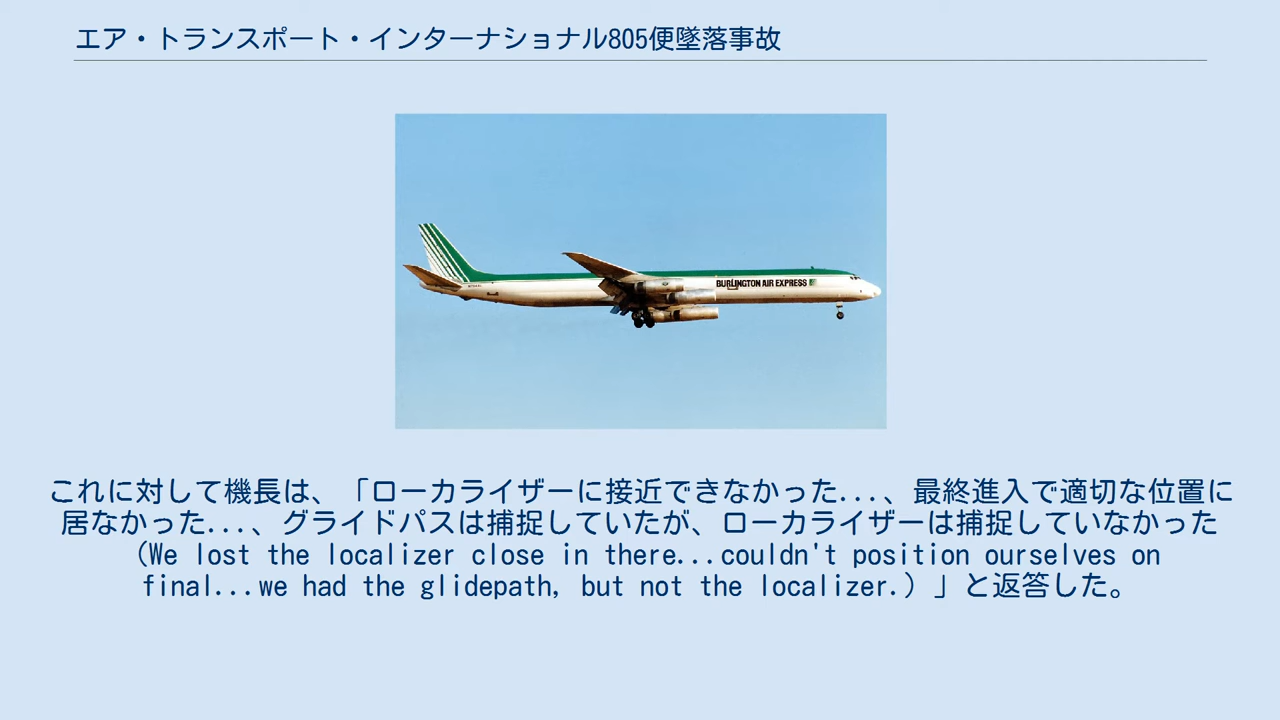 エア・トランスポート・インターナショナル805便墜落事故
BURLINGTON AIR EXPRESS
これに対して機長は、「ローカライザーに接近できなかった...、最終進入で適切な位置に
居なかった...、グライドパスは捕捉していたが、ローカライザーは捕捉していなかった
(We lost the localizer close in there...couldn't position ourselves on
final...we had the glidepath, but not the localizer.)」と返答した。